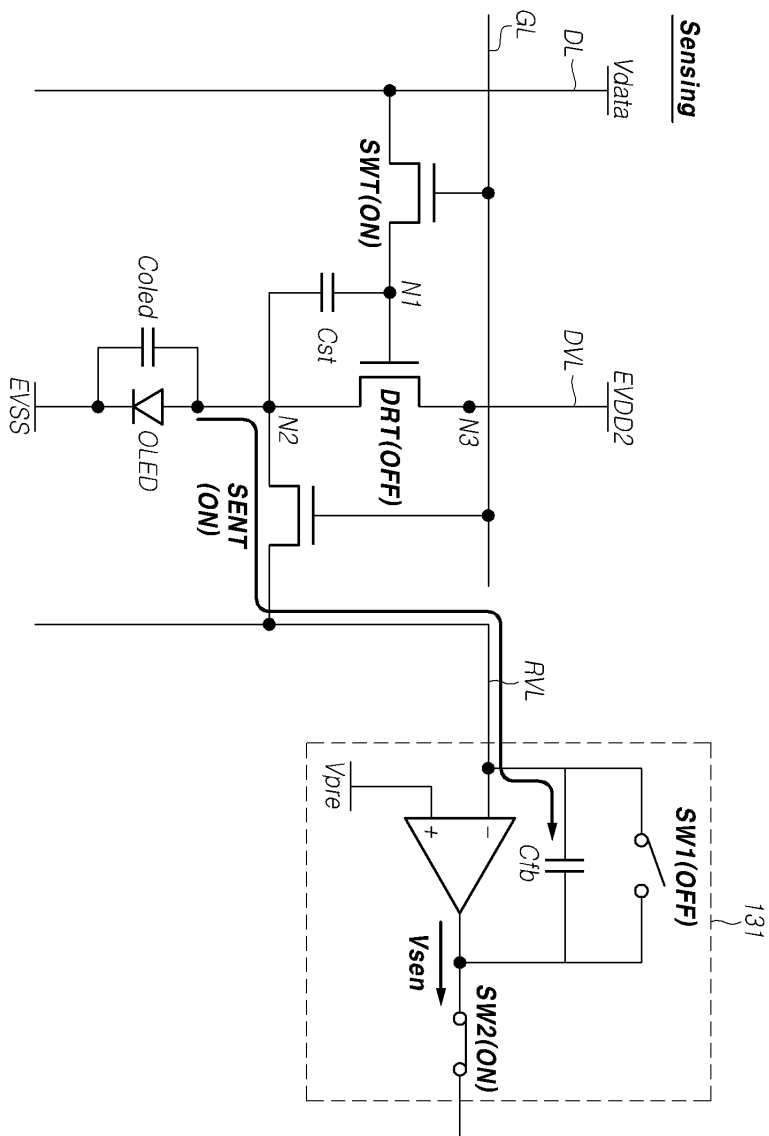 Sensing
Vdata
DL
GL
SWT(ON)
N1
Cst
DVL
EVDD2
N3
DRT(OFF)
N2
Coled
OLED
EVSS
SENT
(ON)
RVL
131
SW1(OFF)
Cfb
Vpre
−
+
Vsen
SW2(ON)